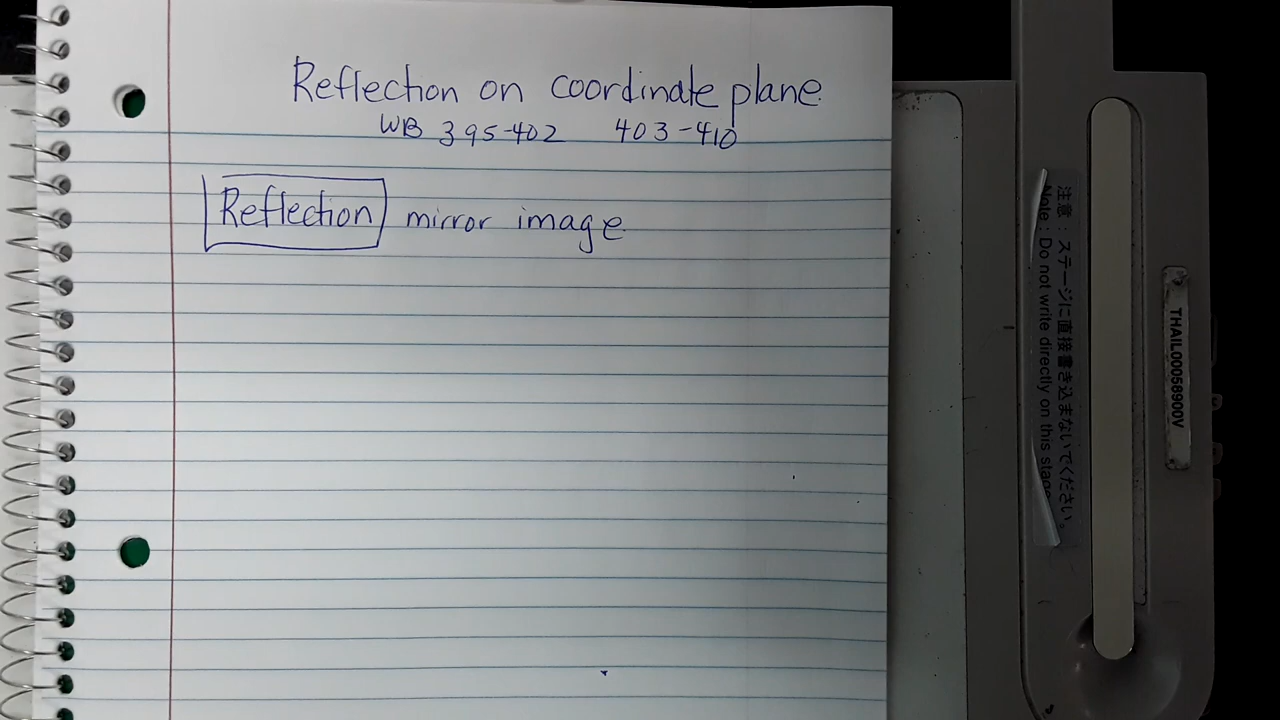 Reflection on coordinate plane.
WB 395-402 403-410
Reflection mirror image.
注意：ステージに直接書き込まないでください。
Note : Do not write directly on this stage
THAIL00058900V